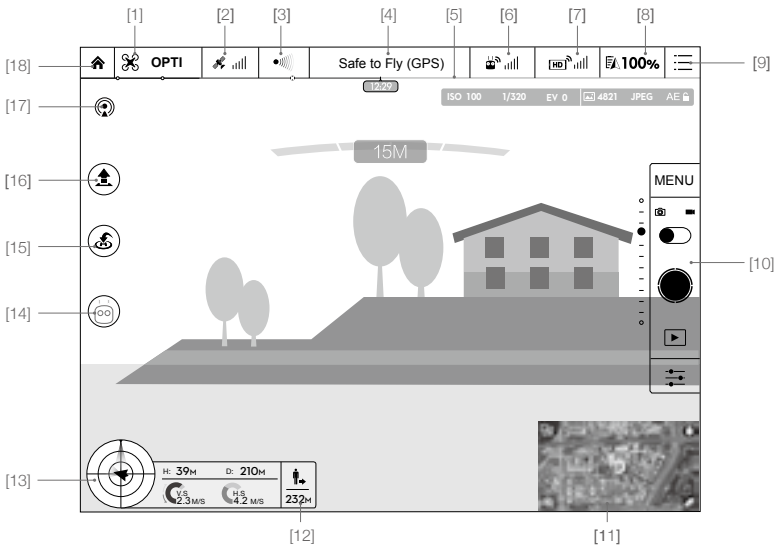 [1] [2] [3] [4] [5] [6] [7] [8]
[18] OPTI Safe to Fly (GPS) HD 100% [9]
12:29
[17] ISO 100 1/320 EV 0 4821 JPEG AE
15M
[16] MENU
[15] [10]
[14]
[13] H: 39M D: 210M
V.S 2.3 M/S H.S 4.2 M/S 232M
[12] [11]